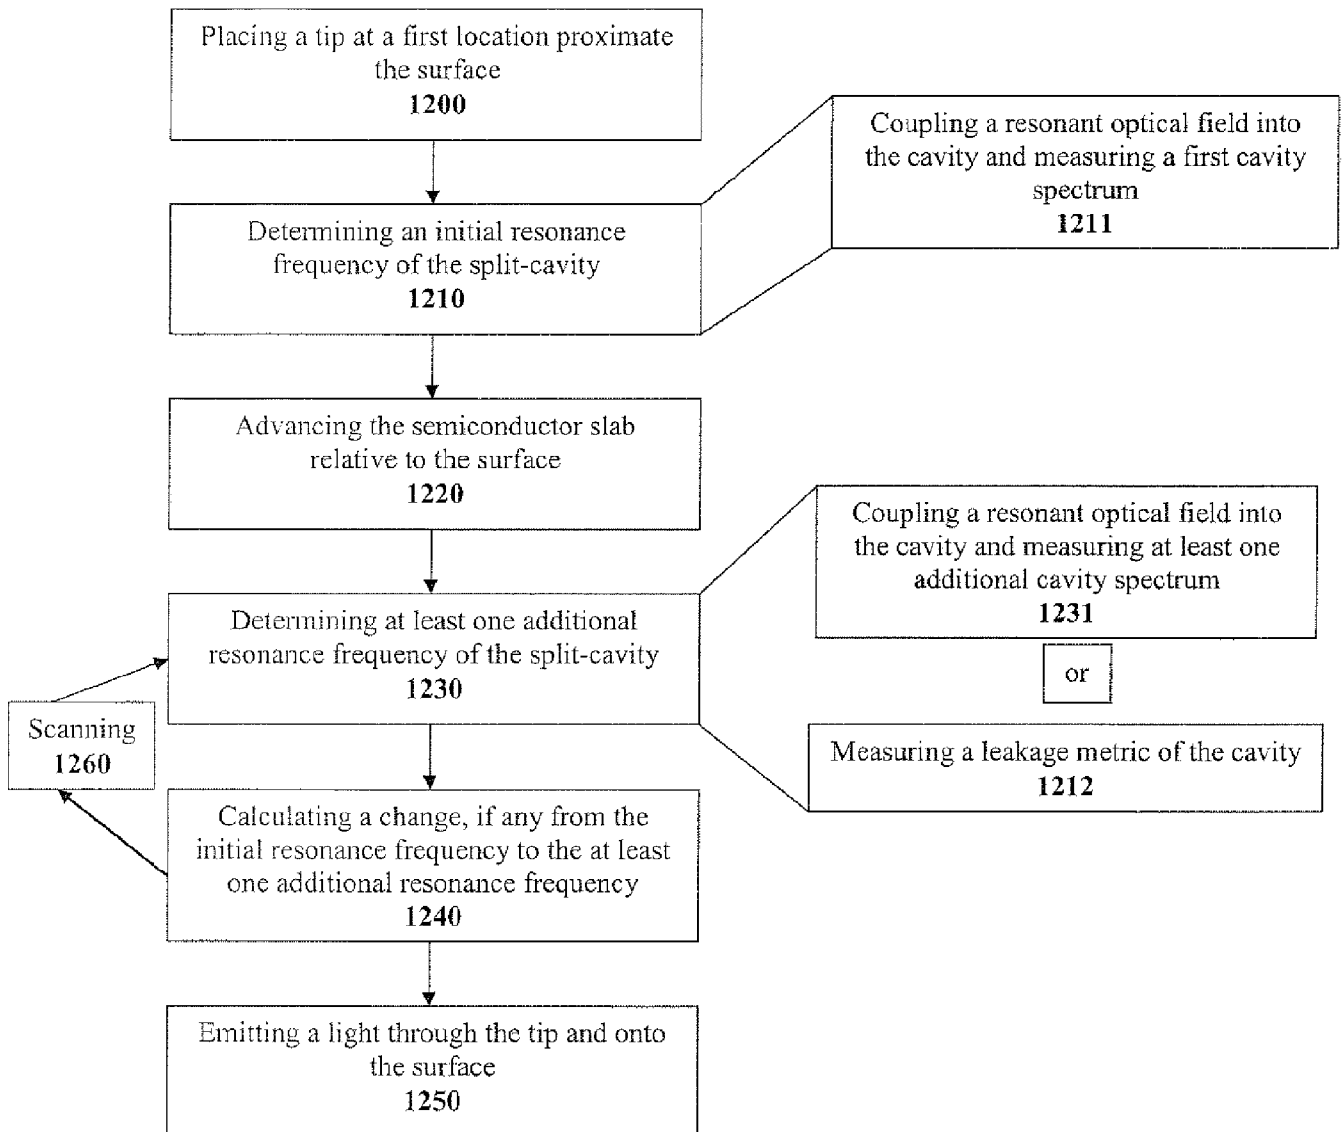 Placing a tip at a first location proximate
the surface
1200
Coupling a resonant optical field into
the cavity and measuring a first cavity
spectrum
1211
Determining an initial resonance
frequency of the split-cavity
1210
Advancing the semiconductor slab
relative to the surface
1220
Coupling a resonant optical field into
the cavity and measuring at least one
additional cavity spectrum
1231
or
Measuring a leakage metric of the cavity
1212
Determining at least one additional
resonance frequency of the split-cavity
1230
Scanning
1260
Calculating a change, if any from the
initial resonance frequency to the at least
one additional resonance frequency
1240
Emitting a light through the tip and onto
the surface
1250